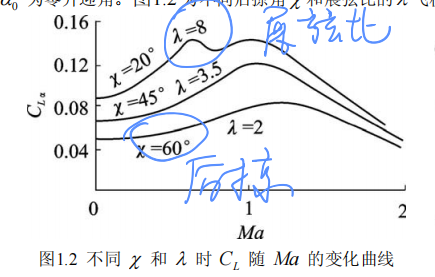 α₀ 为零升迎角。图1.2 为不同后掠角 χ 和展弦比的 λ
0.16
0.12
0.08
0.04
C_{Lα}
χ=20°
λ=8
χ=45°
λ=3.5
χ=60°
λ=2
展弦比
后掠
0
1
2
Ma
图1.2 不同 χ 和 λ 时 C_L 随 Ma 的变化曲线